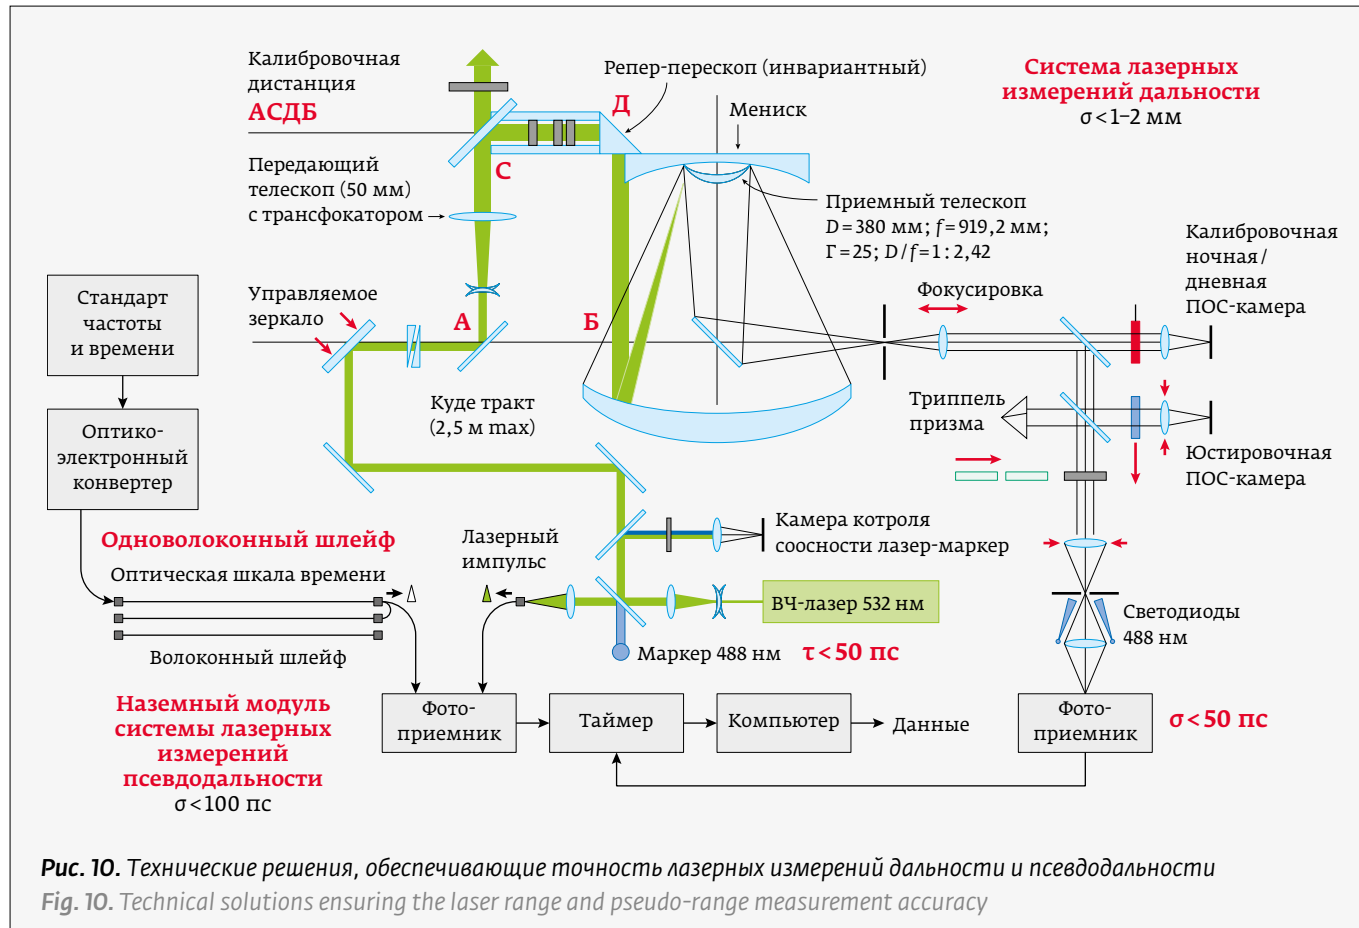 Калибровочная
дистанция
АСДБ
Репер-перескоп (инвариантный)
Д
Мениск
Система лазерных
измерений дальности
σ < 1–2 мм
Передающий
телескоп (50 мм)
с трансфокатором
С
Приемный телескоп
D = 380 мм; f = 919,2 мм;
Г = 25; D / f = 1 : 2,42
Калибровочная
ночная /
дневная
ПОС-камера
Стандарт
частоты
и времени
Управляемое
зеркало
А
Б
Фокусировка
Куде тракт
(2,5 м max)
Триппель
призма
Оптико-
электронный
конвертер
Юстировочная
ПОС-камера
Одноволоконный шлейф
Оптическая шкала времени
Волоконный шлейф
Лазерный
импульс
Камера котроля
соосности лазер-маркер
ВЧ-лазер 532 нм
Маркер 488 нм
τ < 50 пс
Светодиоды
488 нм
Наземный модуль
системы лазерных
измерений
псевдодальности
σ < 100 пс
Фото-
приемник
Таймер
Компьютер
Данные
Фото-
приемник
σ < 50 пс
Рис. 10. Технические решения, обеспечивающие точность лазерных измерений дальности и псевдодальности
Fig. 10. Technical solutions ensuring the laser range and pseudo-range measurement accuracy